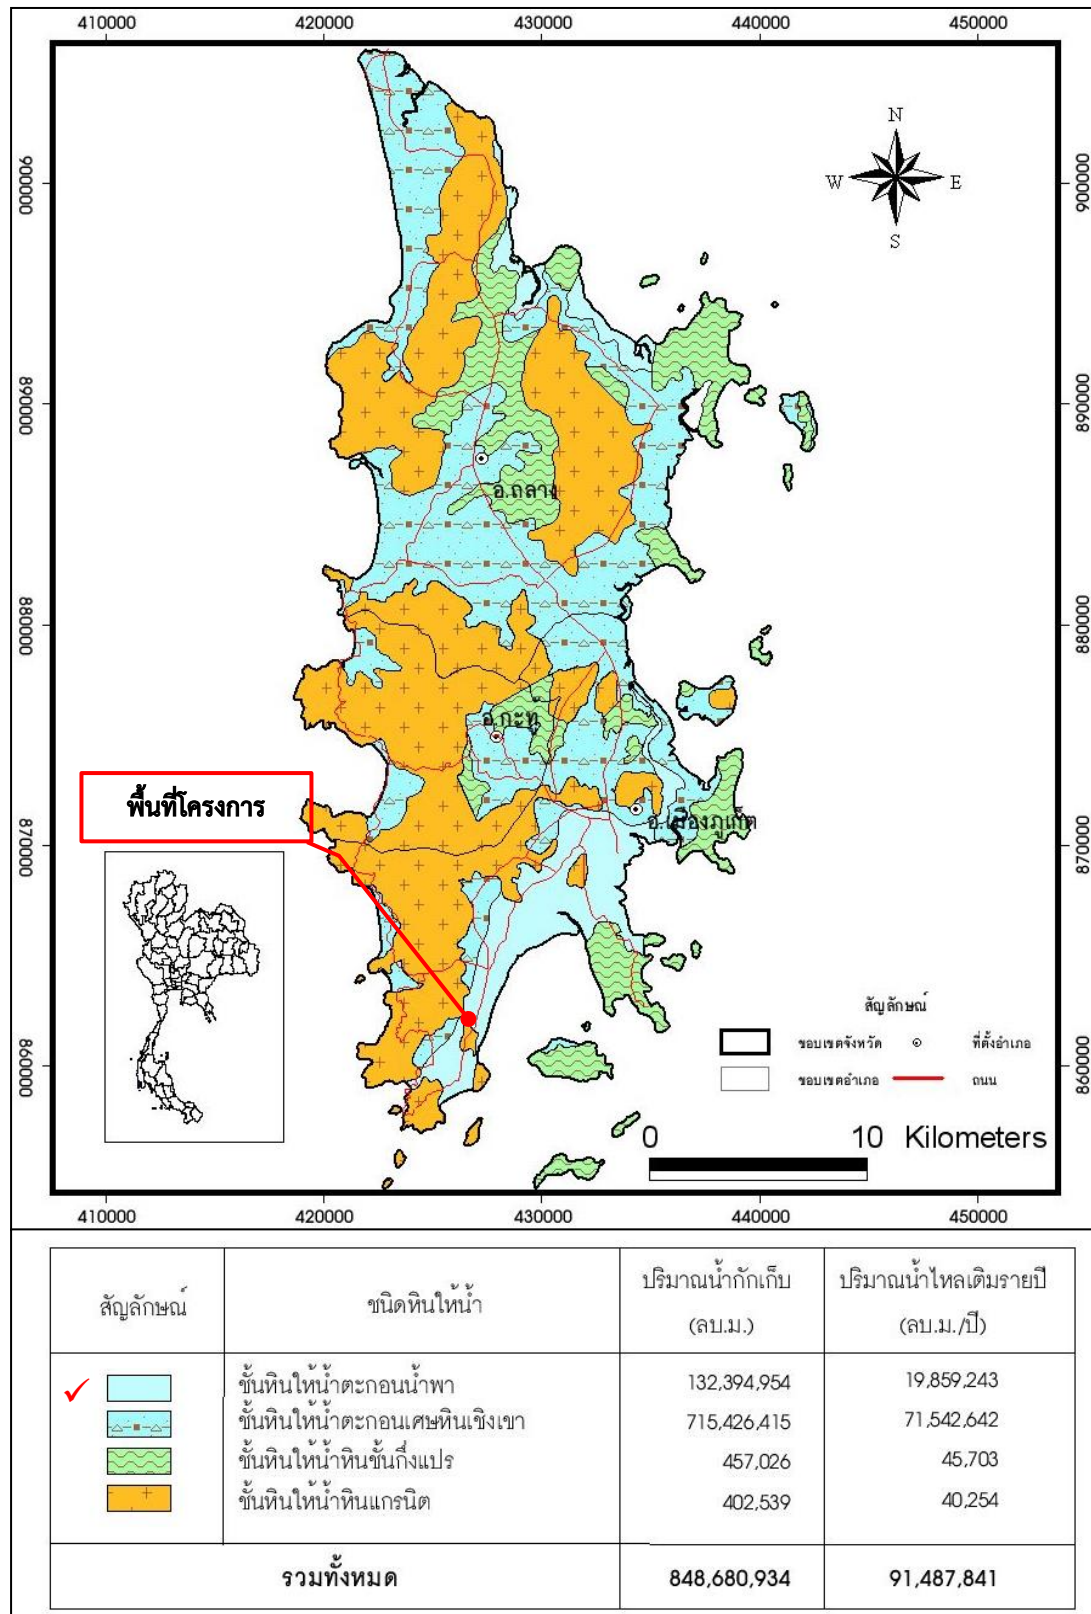 410000 420000 430000 440000 450000
N
W E
S
900000 900000
890000 890000
อ.ถลาง
880000 880000
อ.กะทู้
พื้นที่โครงการ
อ.เมืองภูเก็ต
870000 870000
สัญลักษณ์
ขอบเขตจังหวัด ที่ตั้งอำเภอ
ขอบเขตอำเภอ ถนน
860000 860000
0 10 Kilometers
410000 420000 430000 440000 450000
สัญลักษณ์ ชนิดหินให้น้ำ ปริมาณน้ำกักเก็บ (ลบ.ม.) ปริมาณน้ำไหลเติมรายปี (ลบ.ม./ปี)
✓ ชั้นหินให้น้ำตะกอนน้ำพา 132,394,954 19,859,243
ชั้นหินให้น้ำตะกอนเศษหินเชิงเขา 715,426,415 71,542,642
ชั้นหินให้น้ำหินชั้นกึ่งแปร 457,026 45,703
ชั้นหินให้น้ำหินแกรนิต 402,539 40,254
รวมทั้งหมด 848,680,934 91,487,841